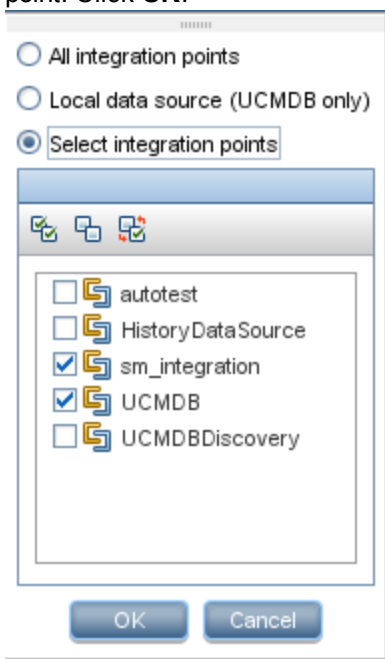 point. Click OK.
All integration points
Local data source (UCMDB only)
Select integration points
autotest
HistoryDataSource
sm_integration
UCMDB
UCMDBDiscovery
OK Cancel